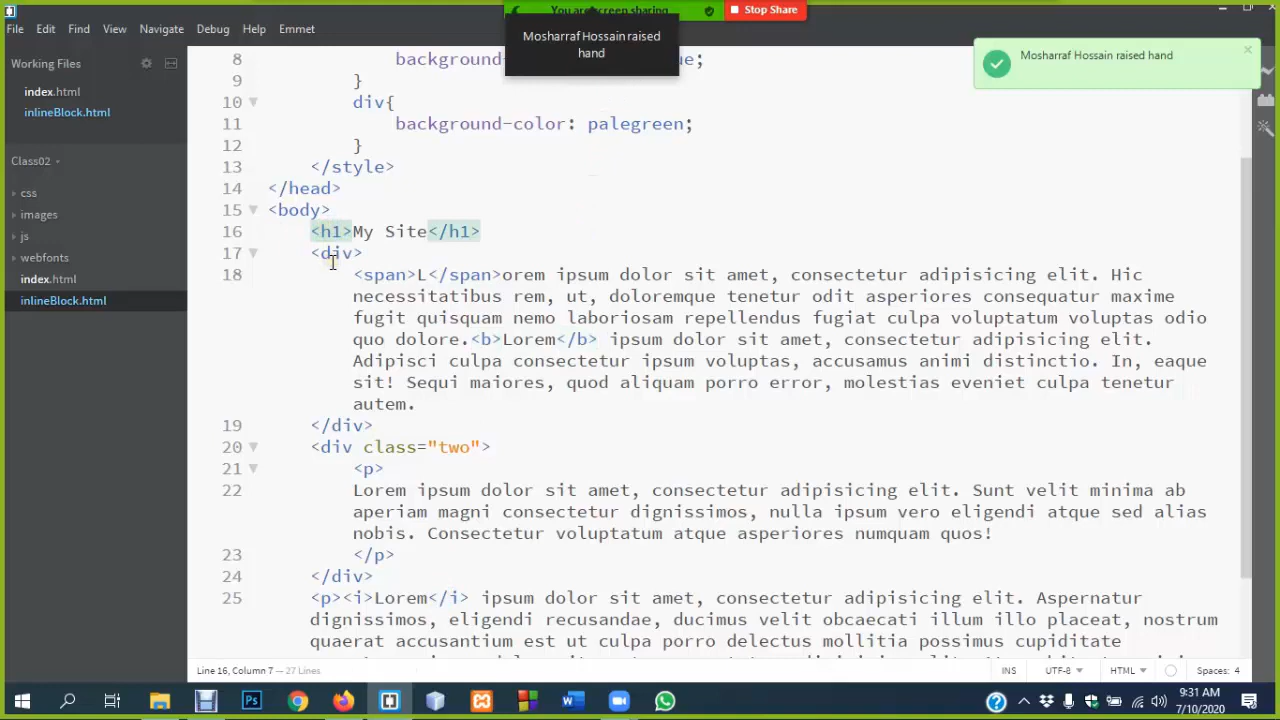 You are screen sharing
Stop Share
Mosharraf Hossain raised
hand
Mosharraf Hossain raised hand
File Edit Find View Navigate Debug Help Emmet
Working Files
index.html
inlineBlock.html
Class02
css
images
js
webfonts
index.html
inlineBlock.html
8 background- ue;
9 }
10 div{
11 background-color: palegreen;
12 }
13 </style>
14 </head>
15 <body>
16 <h1>My Site</h1>
17 <div>
18 <span>L</span>orem ipsum dolor sit amet, consectetur adipisicing elit. Hic
necessitatibus rem, ut, doloremque tenetur odit asperiores consequatur maxime
fugit quisquam nemo laboriosam repellendus fugiat culpa voluptatum voluptas odio
quo dolore.<b>Lorem</b> ipsum dolor sit amet, consectetur adipisicing elit.
Adipisci culpa consectetur ipsum voluptas, accusamus animi distinctio. In, eaque
sit! Sequi maiores, quod aliquam porro error, molestias eveniet culpa tenetur
autem.
19 </div>
20 <div class="two">
21 <p>
22 Lorem ipsum dolor sit amet, consectetur adipisicing elit. Sunt velit minima ab
aperiam magni consectetur dignissimos, nulla ipsum vero eligendi atque sed alias
nobis. Consectetur voluptatum atque asperiores numquam quos!
23 </p>
24 </div>
25 <p><i>Lorem</i> ipsum dolor sit amet, consectetur adipisicing elit. Aspernatur
dignissimos, eligendi recusandae, ducimus velit obcaecati illum illo placeat, nostrum
quaerat accusantium est ut culpa porro delectus mollitia possimus cupiditate
Line 16, Column 7 — 27 Lines
INS UTF-8 HTML Spaces: 4
9:31 AM
7/10/2020